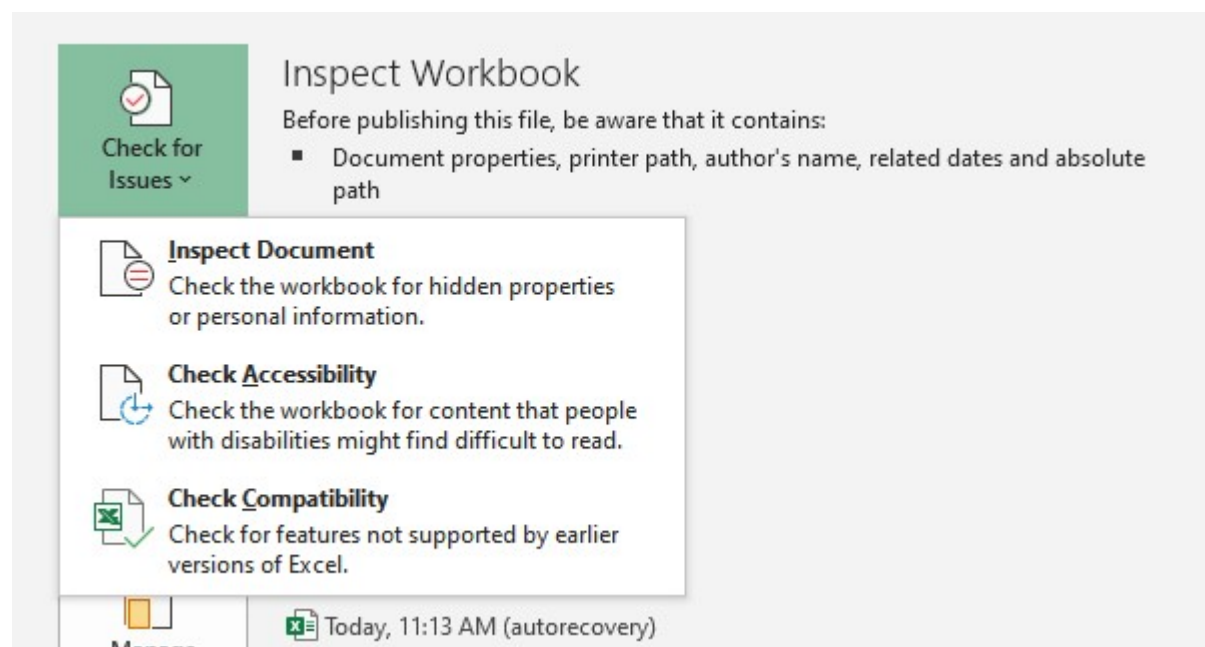 Inspect Workbook
Check for
Issues
Before publishing this file, be aware that it contains:
▪ Document properties, printer path, author's name, related dates and absolute
path
Inspect Document
Check the workbook for hidden properties
or personal information.
Check Accessibility
Check the workbook for content that people
with disabilities might find difficult to read.
Check Compatibility
Check for features not supported by earlier
versions of Excel.
Today, 11:13 AM (autorecovery)